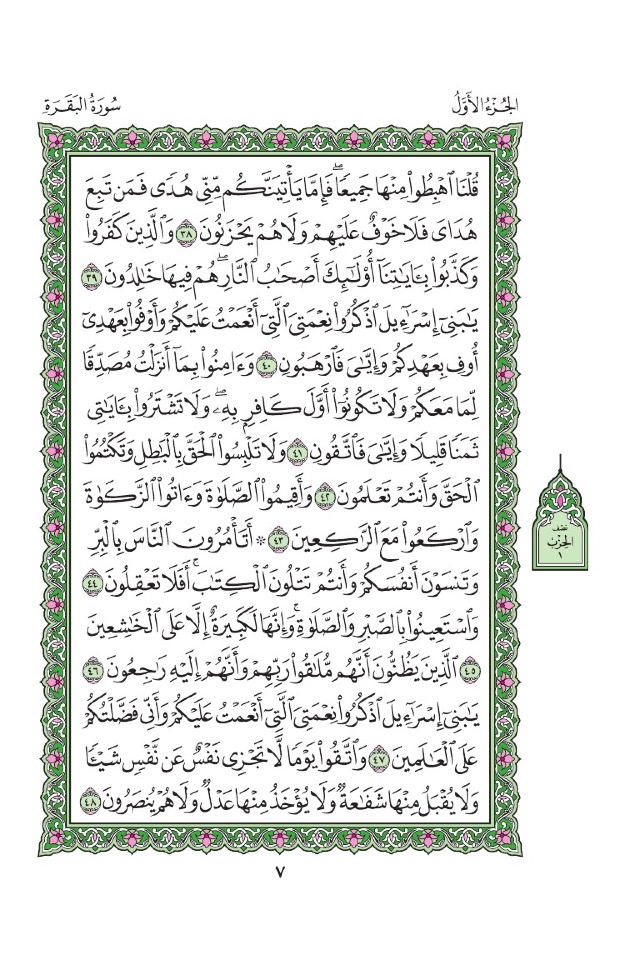 الجُزْءُ الأَوَّلُ
سُورَةُ البَقَرَةِ
قُلْنَا ٱهْبِطُواْ مِنْهَا جَمِيعٗاۖ فَإِمَّا يَأۡتِيَنَّكُم مِّنِّي هُدٗى فَمَن تَبِعَ
هُدَايَ فَلَا خَوۡفٌ عَلَيۡهِمۡ وَلَا هُمۡ يَحۡزَنُونَ ٣٨ وَٱلَّذِينَ كَفَرُواْ
وَكَذَّبُواْ بِـَٔايَٰتِنَآ أُوْلَٰٓئِكَ أَصۡحَٰبُ ٱلنَّارِۖ هُمۡ فِيهَا خَٰلِدُونَ ٣٩
يَٰبَنِيٓ إِسۡرَٰٓءِيلَ ٱذۡكُرُواْ نِعۡمَتِيَ ٱلَّتِيٓ أَنۡعَمۡتُ عَلَيۡكُمۡ وَأَوۡفُواْ بِعَهۡدِيٓ
أُوفِ بِعَهۡدِكُمۡ وَإِيَّٰيَ فَٱرۡهَبُونِ ٤٠ وَءَامِنُواْ بِمَآ أَنزَلۡتُ مُصَدِّقٗا
لِّمَا مَعَكُمۡ وَلَا تَكُونُوٓاْ أَوَّلَ كَافِرِۭ بِهِۦۖ وَلَا تَشۡتَرُواْ بِـَٔايَٰتِي
ثَمَنٗا قَلِيلٗا وَإِيَّٰيَ فَٱتَّقُونِ ٤١ وَلَا تَلۡبِسُواْ ٱلۡحَقَّ بِٱلۡبَٰطِلِ وَتَكۡتُمُواْ
ٱلۡحَقَّ وَأَنتُمۡ تَعۡلَمُونَ ٤٢ وَأَقِيمُواْ ٱلصَّلَوٰةَ وَءَاتُواْ ٱلزَّكَوٰةَ
وَٱرۡكَعُواْ مَعَ ٱلرَّٰكِعِينَ ٤٣ ۞ أَتَأۡمُرُونَ ٱلنَّاسَ بِٱلۡبِرِّ
وَتَنسَوۡنَ أَنفُسَكُمۡ وَأَنتُمۡ تَتۡلُونَ ٱلۡكِتَٰبَۚ أَفَلَا تَعۡقِلُونَ ٤٤
وَٱسۡتَعِينُواْ بِٱلصَّبۡرِ وَٱلصَّلَوٰةِۚ وَإِنَّهَا لَكَبِيرَةٌ إِلَّا عَلَى ٱلۡخَٰشِعِينَ
٤٥ ٱلَّذِينَ يَظُنُّونَ أَنَّهُم مُّلَٰقُواْ رَبِّهِمۡ وَأَنَّهُمۡ إِلَيۡهِ رَٰجِعُونَ ٤٦
يَٰبَنِيٓ إِسۡرَٰٓءِيلَ ٱذۡكُرُواْ نِعۡمَتِيَ ٱلَّتِيٓ أَنۡعَمۡتُ عَلَيۡكُمۡ وَأَنِّي فَضَّلۡتُكُمۡ
عَلَى ٱلۡعَٰلَمِينَ ٤٧ وَٱتَّقُواْ يَوۡمٗا لَّا تَجۡزِي نَفۡسٌ عَن نَّفۡسٖ شَيۡـٔٗا
وَلَا يُقۡبَلُ مِنۡهَا شَفَٰعَةٞ وَلَا يُؤۡخَذُ مِنۡهَا عَدۡلٞ وَلَا هُمۡ يُنصَرُونَ ٤٨
نصف
الحزب
١
٧